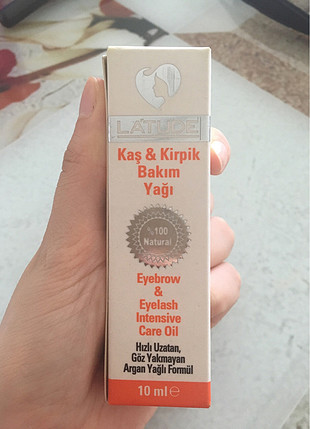 LATUDE
Kaş & Kirpik
Bakım
Yağı
%100
Natural
Eyebrow
&
Eyelash
Intensive
Care Oil
Hızlı Uzatan,
Göz Yakmayan
Argan Yağlı Formül
10 ml e